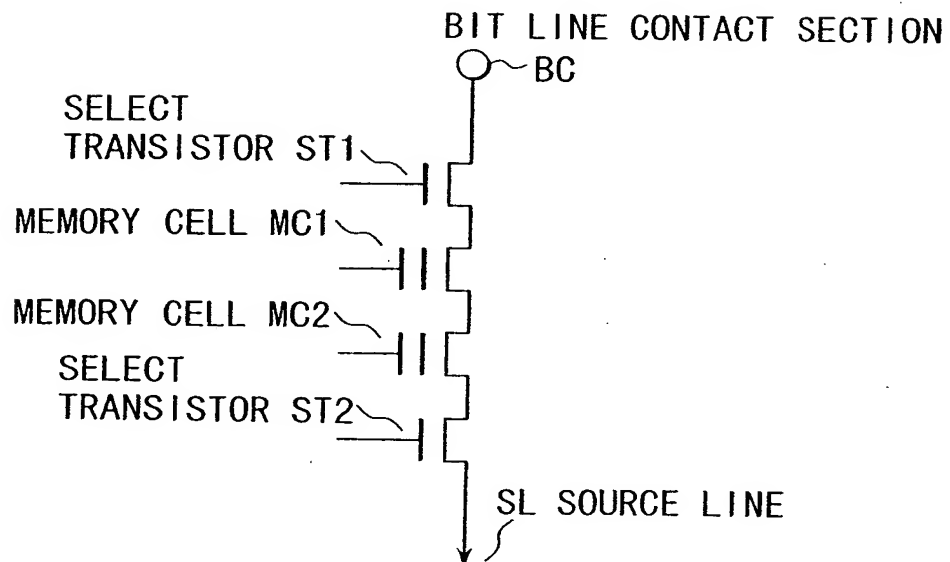 BIT LINE CONTACT SECTION
BC
SELECT
TRANSISTOR ST1
MEMORY CELL MC1
MEMORY CELL MC2
SELECT
TRANSISTOR ST2
SL SOURCE LINE